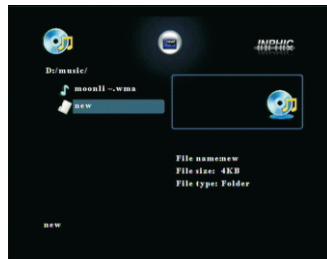 INPHIC
D:/music/
moonli~.wma
new
File name:new
File size: 4KB
File type: Folder
new